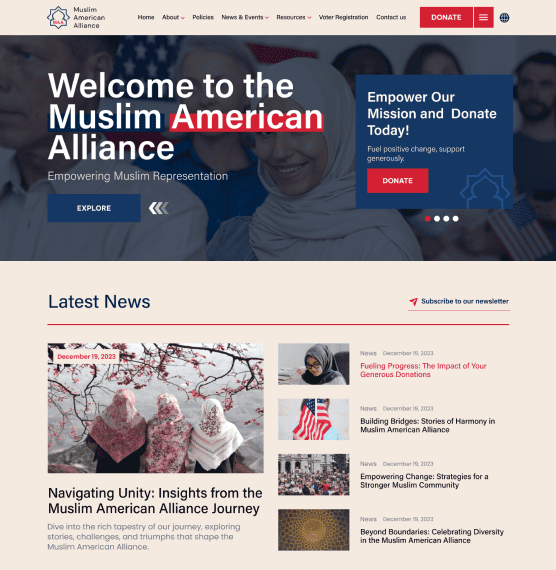 Muslim
American
Alliance
MAA
Home About Policies News & Events Resources Voter Registration Contact us
DONATE
Welcome to the
Muslim American
Alliance
Empowering Muslim Representation
EXPLORE
Empower Our
Mission and Donate
Today!
Fuel positive change, support
generously.
DONATE
Latest News
Subscribe to our newsletter
December 19, 2023
Navigating Unity: Insights from the
Muslim American Alliance Journey
Dive into the rich tapestry of our journey, exploring
stories, challenges, and triumphs that shape the
Muslim American Alliance.
News December 19, 2023
Fueling Progress: The Impact of Your
Generous Donations
News December 19, 2023
Building Bridges: Stories of Harmony in
Muslim American Alliance
News December 19, 2023
Empowering Change: Strategies for a
Stronger Muslim Community
News December 19, 2023
Beyond Boundaries: Celebrating Diversity
in the Muslim American Alliance